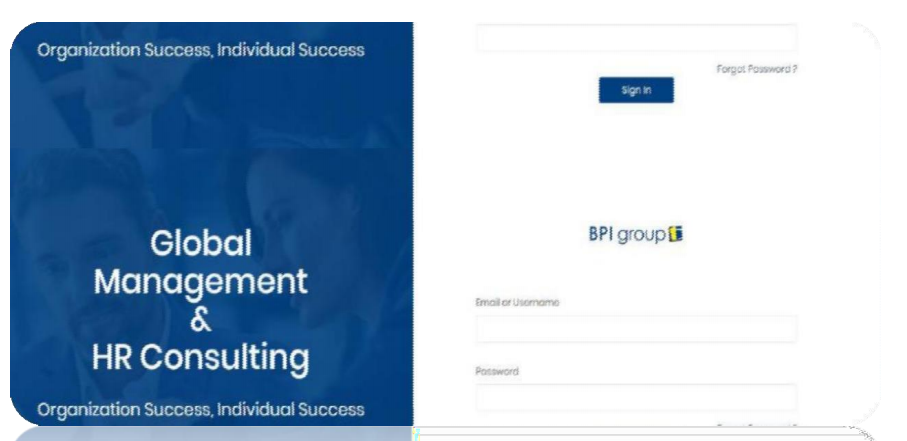 Organization Success, Individual Success
Global
Management
&
HR Consulting
Organization Success, Individual Success
Forgot Password ?
Sign In
BPI group
Email or Username
Password